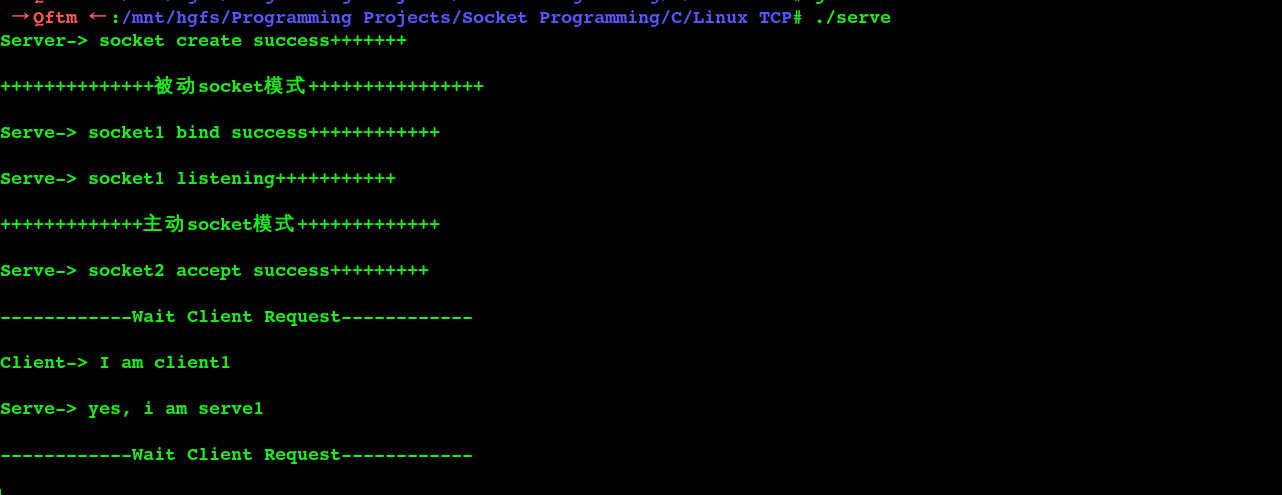 →Qftm ←:/mnt/hgfs/Programming Projects/Socket Programming/C/Linux TCP# ./serve
Server-> socket create success+++++++
++++++++++++++被动socket模式++++++++++++++++
Serve-> socket1 bind success++++++++++++
Serve-> socket1 listening+++++++++++
+++++++++++++主动socket模式+++++++++++++
Serve-> socket2 accept success+++++++++
------------Wait Client Request------------
Client-> I am client1
Serve-> yes, i am serve1
------------Wait Client Request------------